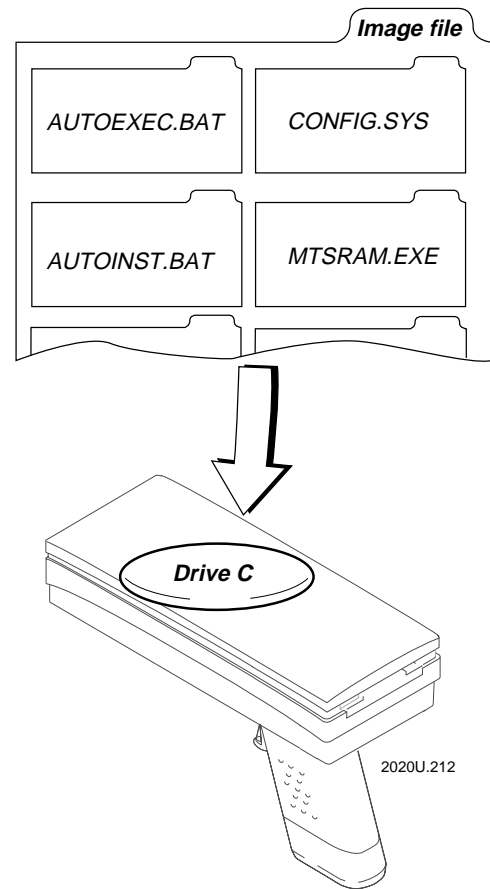 Image file
AUTOEXEC.BAT
CONFIG.SYS
AUTOINST.BAT
MTSRAM.EXE
Drive C
2020U.212